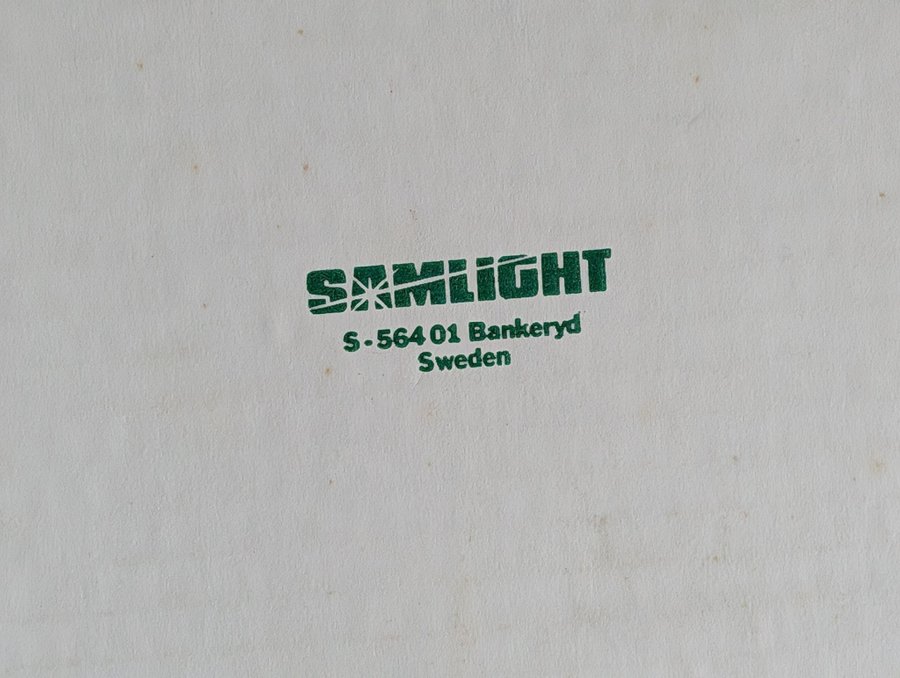 SAMLIGHT
S-564 01 Bankeryd
Sweden